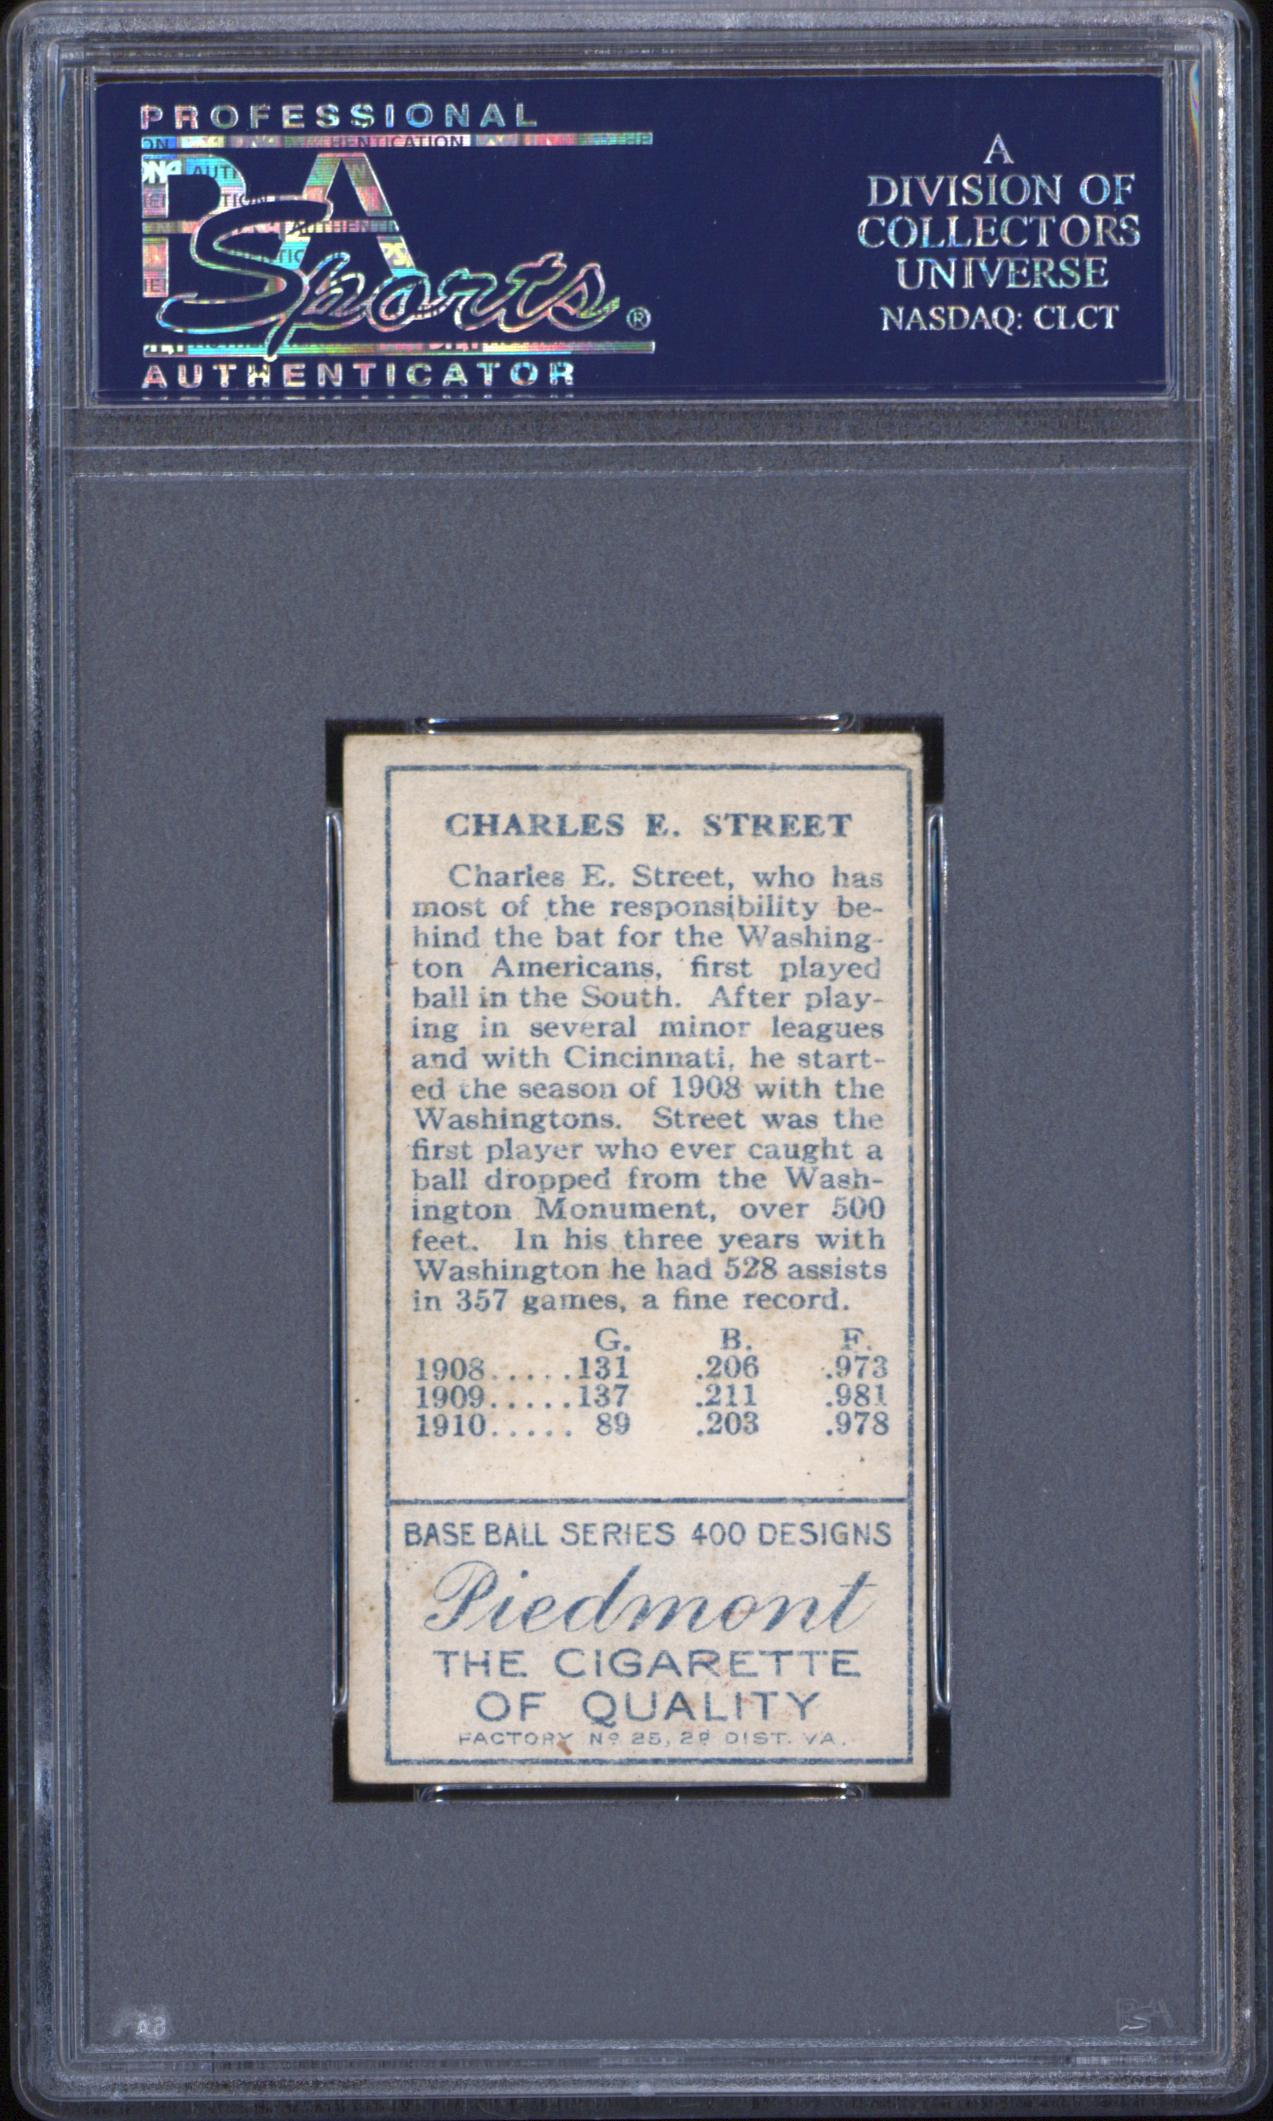 PROFESSIONAL
PSA
Sports®
AUTHENTICATOR
A
DIVISION OF
COLLECTORS
UNIVERSE
NASDAQ: CLCT
CHARLES E. STREET
Charles E. Street, who has
most of the responsibility be-
hind the bat for the Washing-
ton Americans, first played
ball in the South. After play-
ing in several minor leagues
and with Cincinnati, he start-
ed the season of 1908 with the
Washingtons. Street was the
first player who ever caught a
ball dropped from the Wash-
ington Monument, over 500
feet. In his three years with
Washington he had 528 assists
in 357 games, a fine record.
G. B. F.
1908.....131 .206 .973
1909.....137 .211 .981
1910..... 89 .203 .978
BASE BALL SERIES 400 DESIGNS
Piedmont
THE CIGARETTE
OF QUALITY
FACTORY Nº 25, 2D DIST. VA.
PSA